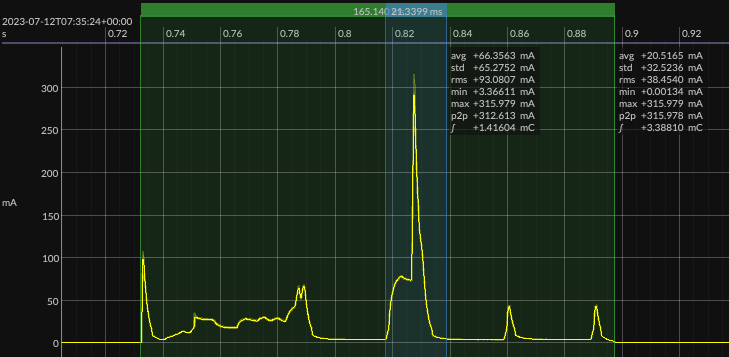 165.140 21.3399 ms
2023-07-12T07:35:24+00:00
s 0.72 0.74 0.76 0.78 0.8 0.82 0.84 0.86 0.88 0.9 0.92
avg +66.3563 mA
std +65.2752 mA
rms +93.0807 mA
min +3.36611 mA
max +315.979 mA
p2p +312.613 mA
∫ +1.41604 mC
avg +20.5165 mA
std +32.5236 mA
rms +38.4540 mA
min +0.00134 mA
max +315.979 mA
p2p +315.978 mA
∫ +3.38810 mC
300
250
200
mA
150
100
50
0